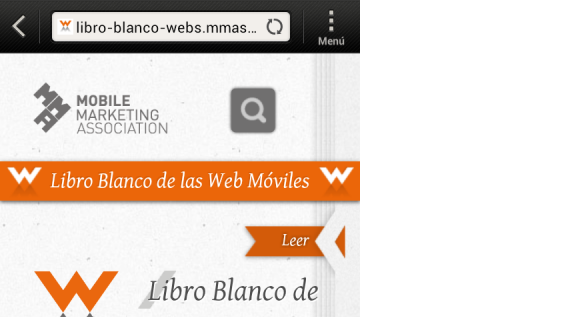 libro-blanco-webs.mmas...
Menú
MOBILE
MARKETING
ASSOCIATION
Libro Blanco de las Web Móviles
Leer
Libro Blanco de